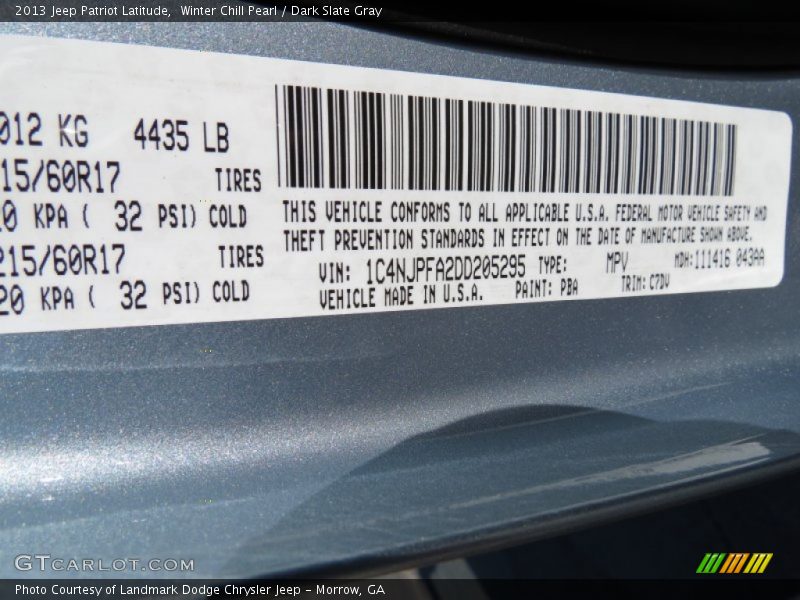 2013 Jeep Patriot Latitude, Winter Chill Pearl / Dark Slate Gray
012 KG 4435 LB
15/60R17 TIRES
20 KPA ( 32 PSI) COLD
215/60R17 TIRES
20 KPA ( 32 PSI) COLD
THIS VEHICLE CONFORMS TO ALL APPLICABLE U.S.A. FEDERAL MOTOR VEHICLE SAFETY AND
THEFT PREVENTION STANDARDS IN EFFECT ON THE DATE OF MANUFACTURE SHOWN ABOVE.
VIN: 1C4NJPFA2DD205295 TYPE: MPV MDH:111416 043AA
VEHICLE MADE IN U.S.A. PAINT: PBA TRIM: C7DV
GTCARLOT.COM
Photo Courtesy of Landmark Dodge Chrysler Jeep - Morrow, GA